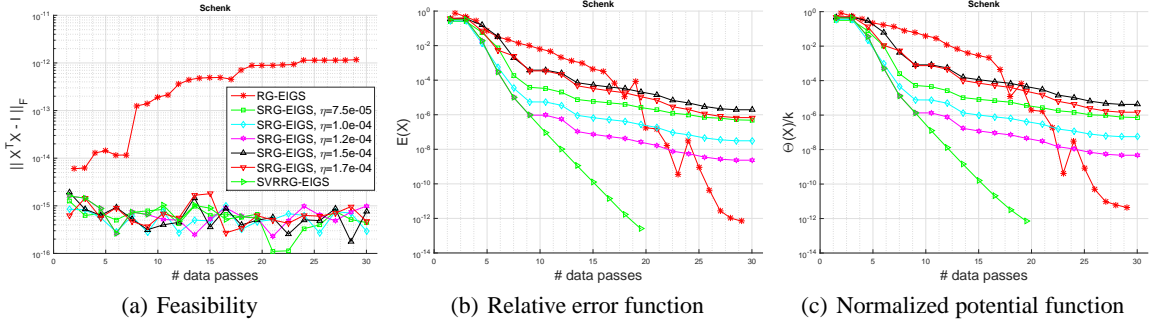 Schenk
10^-11
10^-12
10^-13
10^-14
10^-15
10^-16
|| X^T X - I ||_F
RG-EIGS
SRG-EIGS, η=7.5e-05
SRG-EIGS, η=1.0e-04
SRG-EIGS, η=1.2e-04
SRG-EIGS, η=1.5e-04
SRG-EIGS, η=1.7e-04
SVRRG-EIGS
0 5 10 15 20 25 30
# data passes
(a) Feasibility
Schenk
10^0
10^-2
10^-4
10^-6
10^-8
10^-10
10^-12
10^-14
E(X)
0 5 10 15 20 25 30
# data passes
(b) Relative error function
Schenk
10^0
10^-2
10^-4
10^-6
10^-8
10^-10
10^-12
10^-14
Θ(X)/k
0 5 10 15 20 25 30
# data passes
(c) Normalized potential function